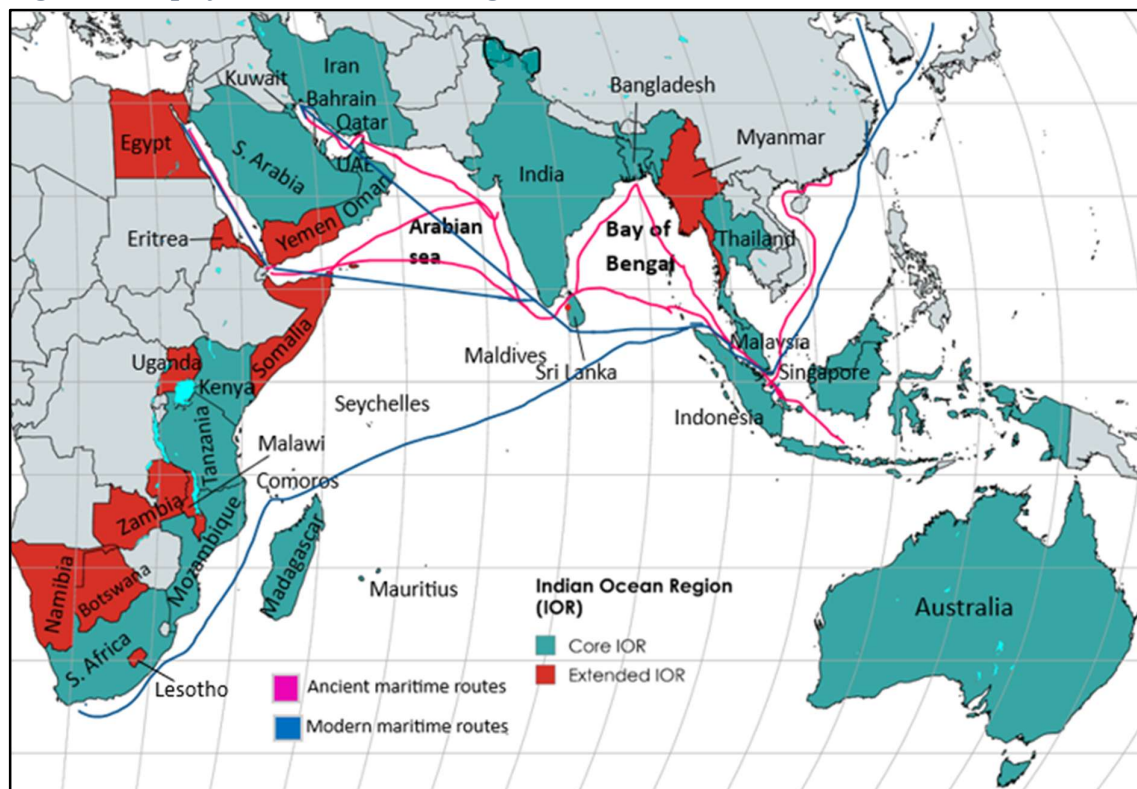 Kuwait
Iran
Bahrain
Qatar
Bangladesh
Egypt
S. Arabia
UAE
Oman
India
Myanmar
Eritrea
Yemen
Arabian
sea
Bay of
Bengal
Thailand
Somalia
Uganda
Kenya
Maldives
Sri Lanka
Malaysia
Singapore
Seychelles
Indonesia
Tanzania
Malawi
Comoros
Zambia
Mozambique
Madagascar
Namibia
Botswana
Mauritius
Australia
S. Africa
Lesotho
Indian Ocean Region
(IOR)
Core IOR
Extended IOR
Ancient maritime routes
Modern maritime routes